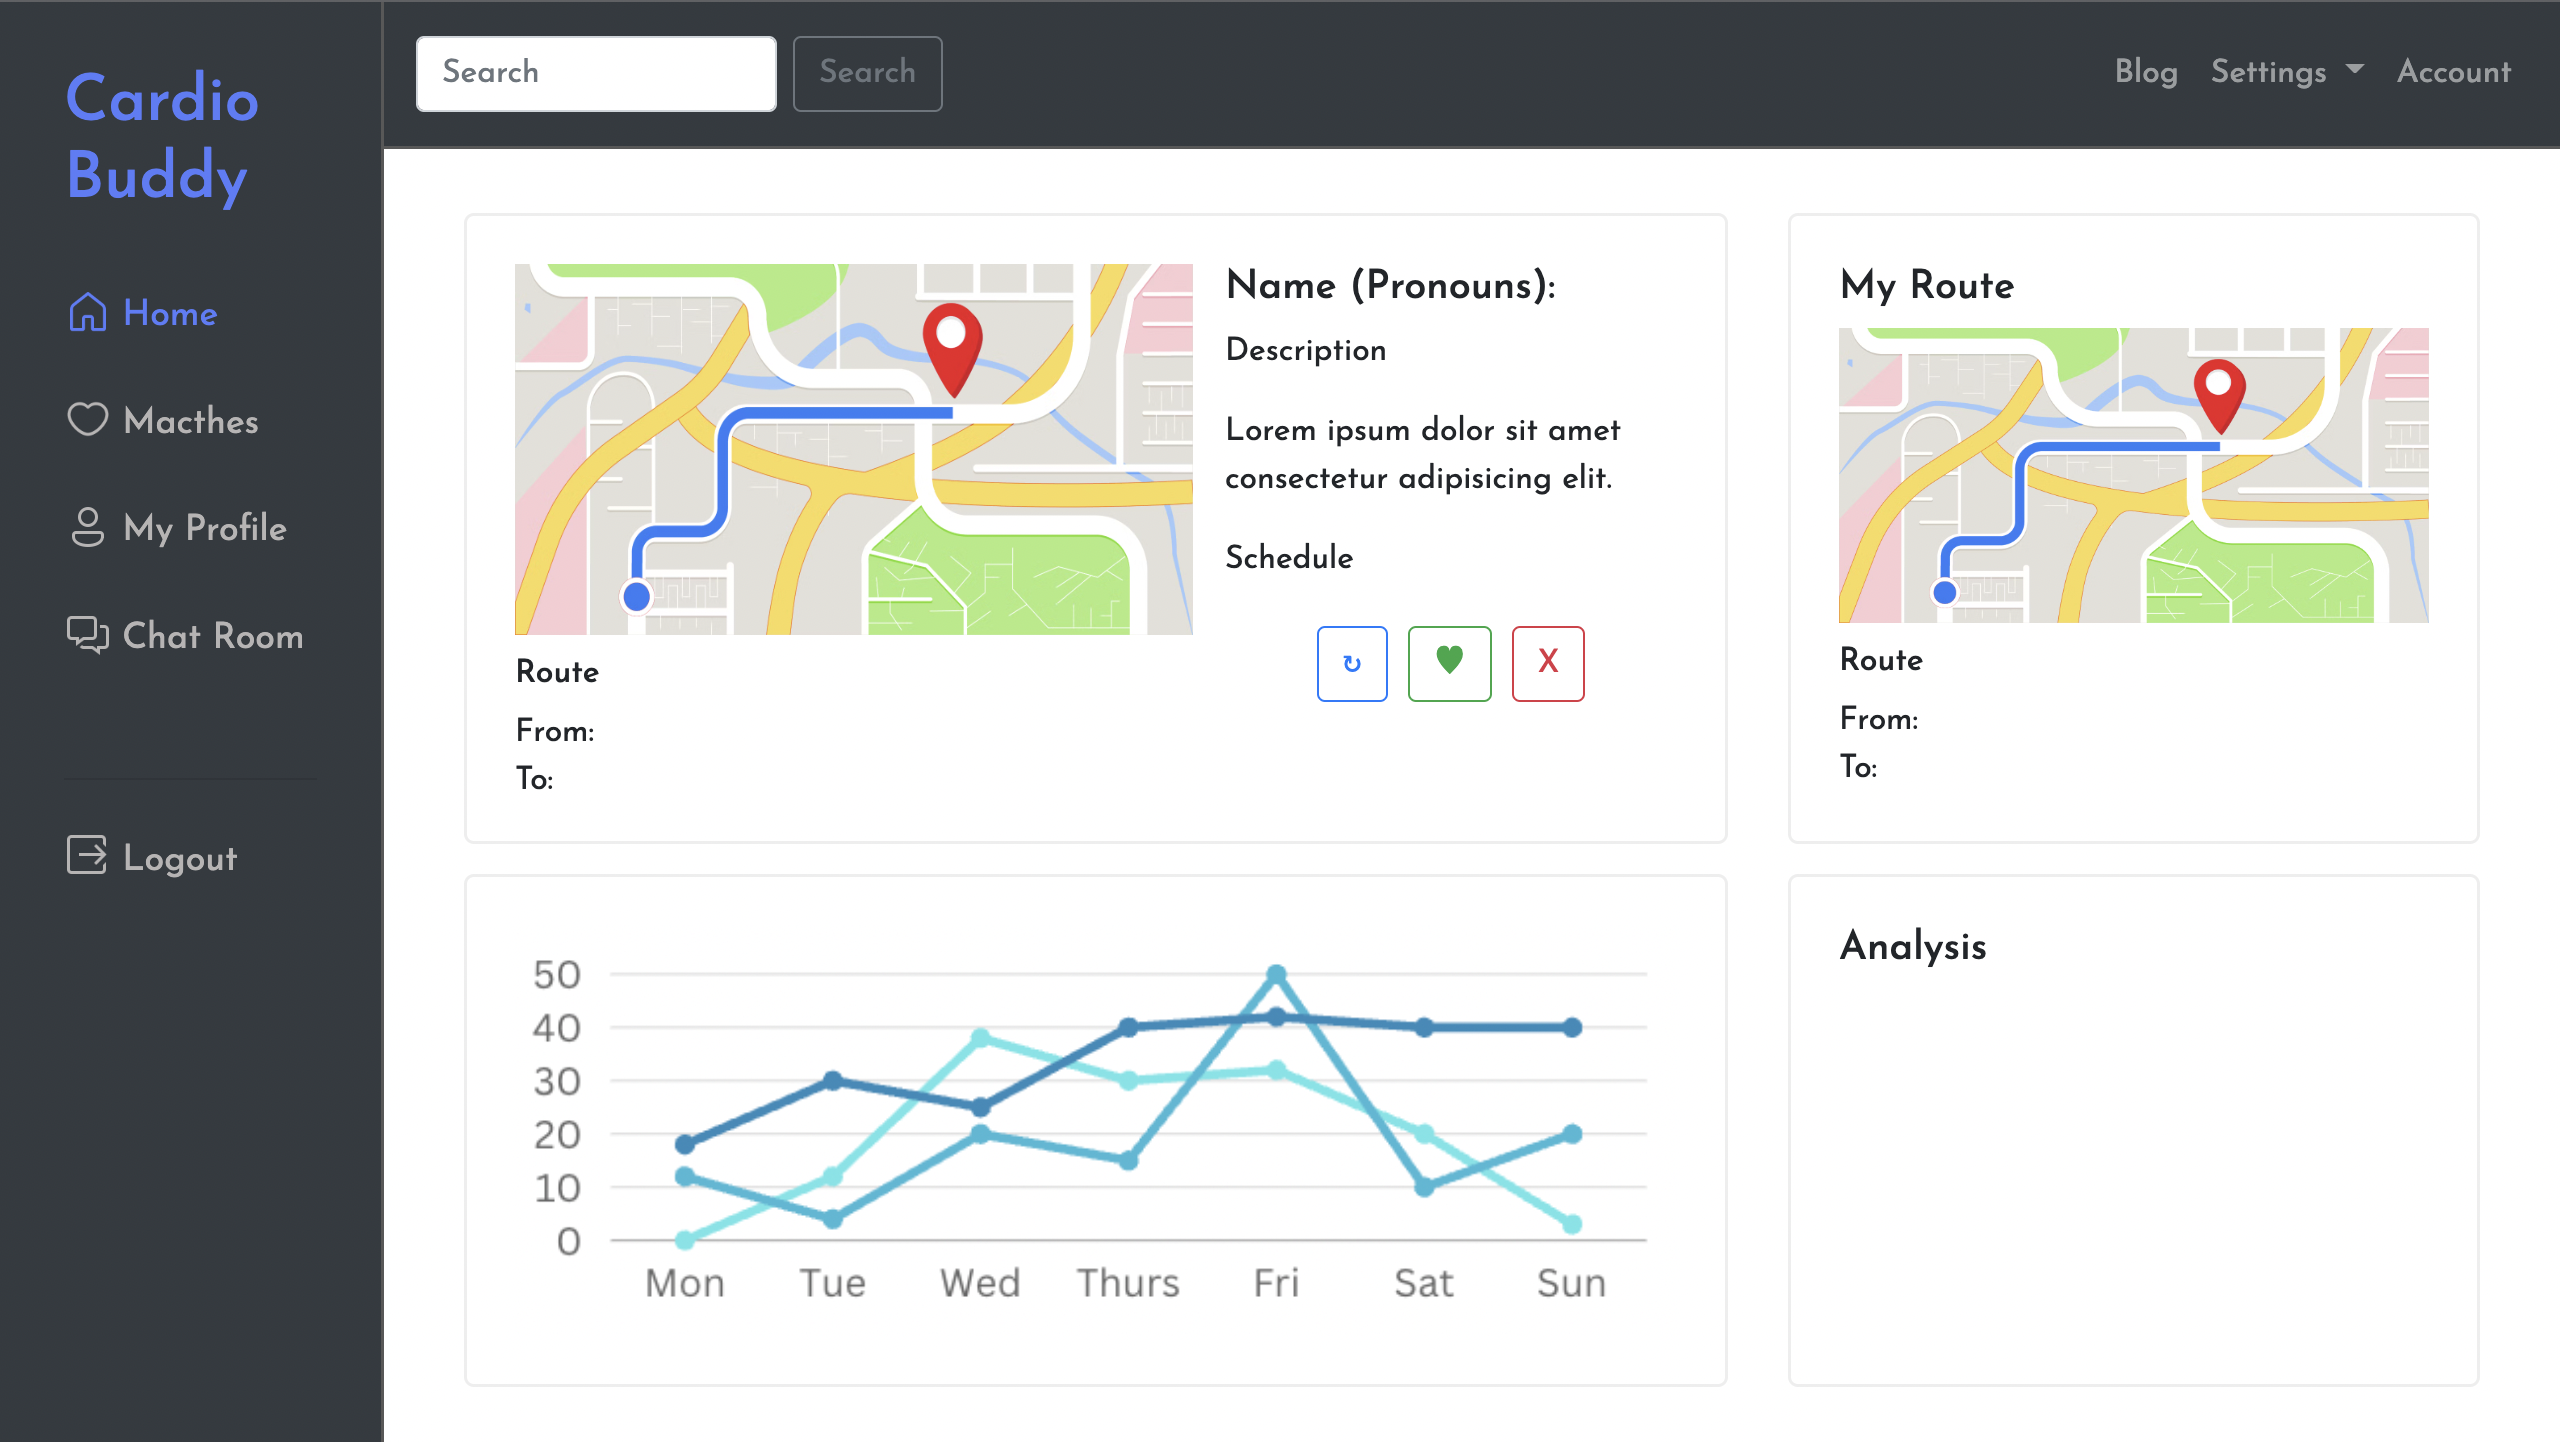 Cardio
Buddy
Home
Macthes
My Profile
Chat Room
Logout
Search
Search
Blog
Settings
Account
Name (Pronouns):
Description
Lorem ipsum dolor sit amet
consectetur adipisicing elit.
Schedule
↻
♥
X
Route
From:
To:
My Route
Route
From:
To:
50
40
30
20
10
0
Mon Tue Wed Thurs Fri Sat Sun
Analysis